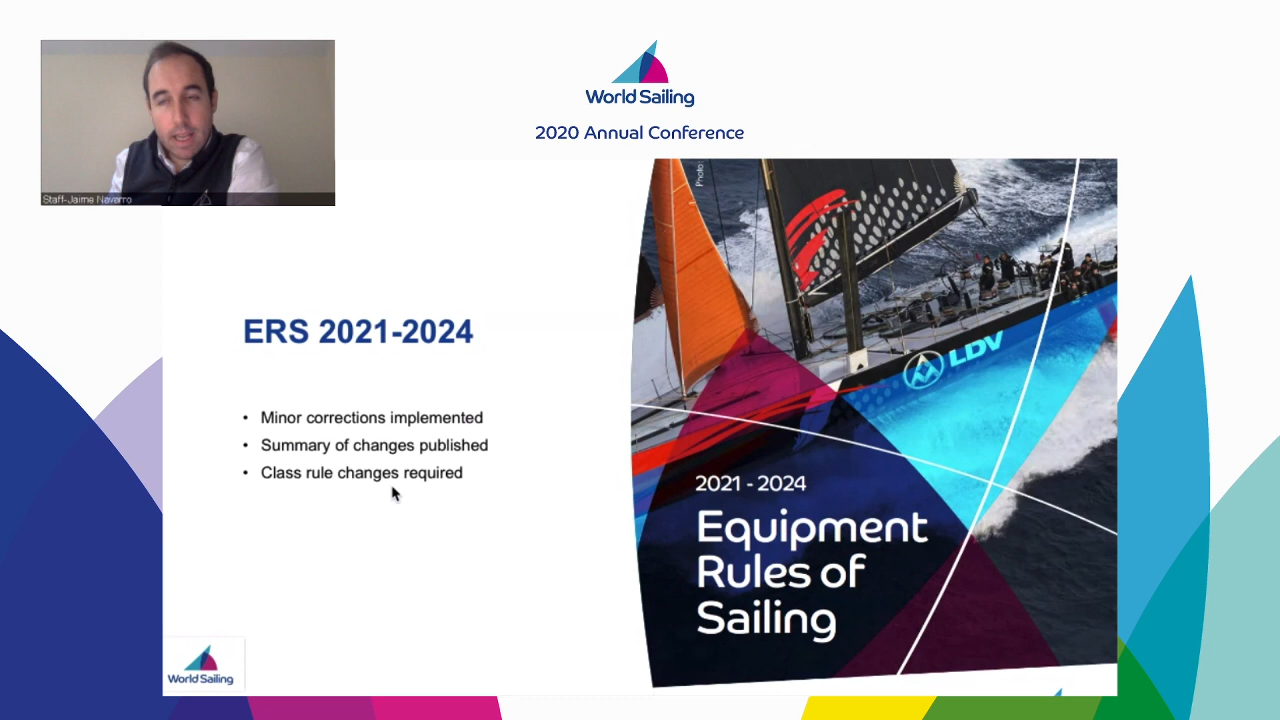 World Sailing
2020 Annual Conference
Staff-Jaime Navarro
Photo:
ERS 2021-2024
• Minor corrections implemented
• Summary of changes published
• Class rule changes required
LDV
2021 - 2024
Equipment
Rules of
Sailing
World Sailing